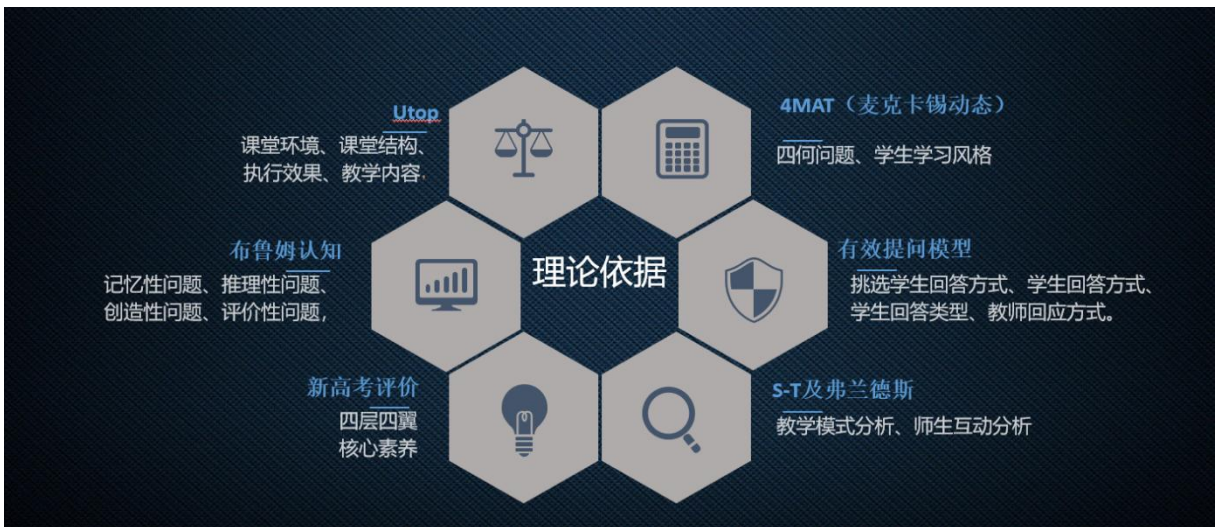 Utop
课堂环境、课堂结构、
执行效果、教学内容,
4MAT（麦克卡锡动态）
四何问题、学生学习风格
布鲁姆认知
记忆性问题、推理性问题、
创造性问题、评价性问题，
理论依据
有效提问模型
挑选学生回答方式、学生回答方式、
学生回答类型、教师回应方式。
新高考评价
四层四翼
核心素养
S-T及弗兰德斯
教学模式分析、师生互动分析